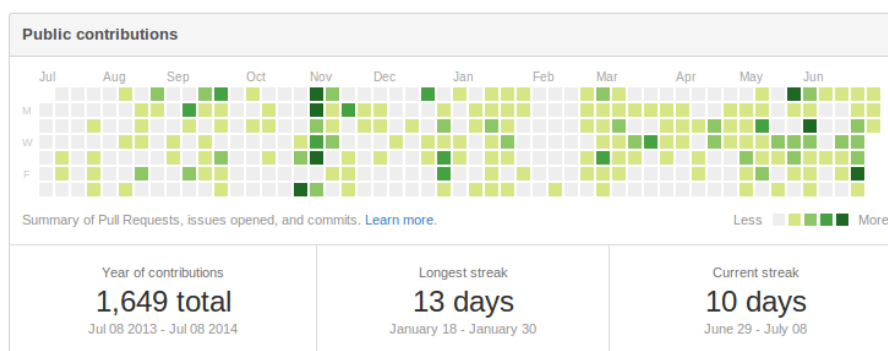 Public contributions
Jul Aug Sep Oct Nov Dec Jan Feb Mar Apr May Jun
M
W
F
Summary of Pull Requests, issues opened, and commits. Learn more.
Less More
Year of contributions
1,649 total
Jul 08 2013 - Jul 08 2014
Longest streak
13 days
January 18 - January 30
Current streak
10 days
June 29 - July 08